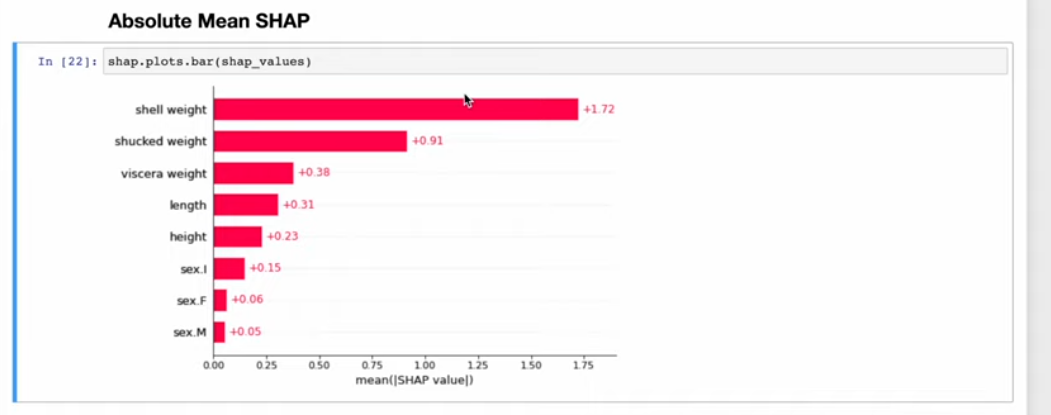 Absolute Mean SHAP
In [22]: shap.plots.bar(shap_values)
shell weight +1.72
shucked weight +0.91
viscera weight +0.38
length +0.31
height +0.23
sex.I +0.15
sex.F +0.06
sex.M +0.05
0.00 0.25 0.50 0.75 1.00 1.25 1.50 1.75
mean(|SHAP value|)